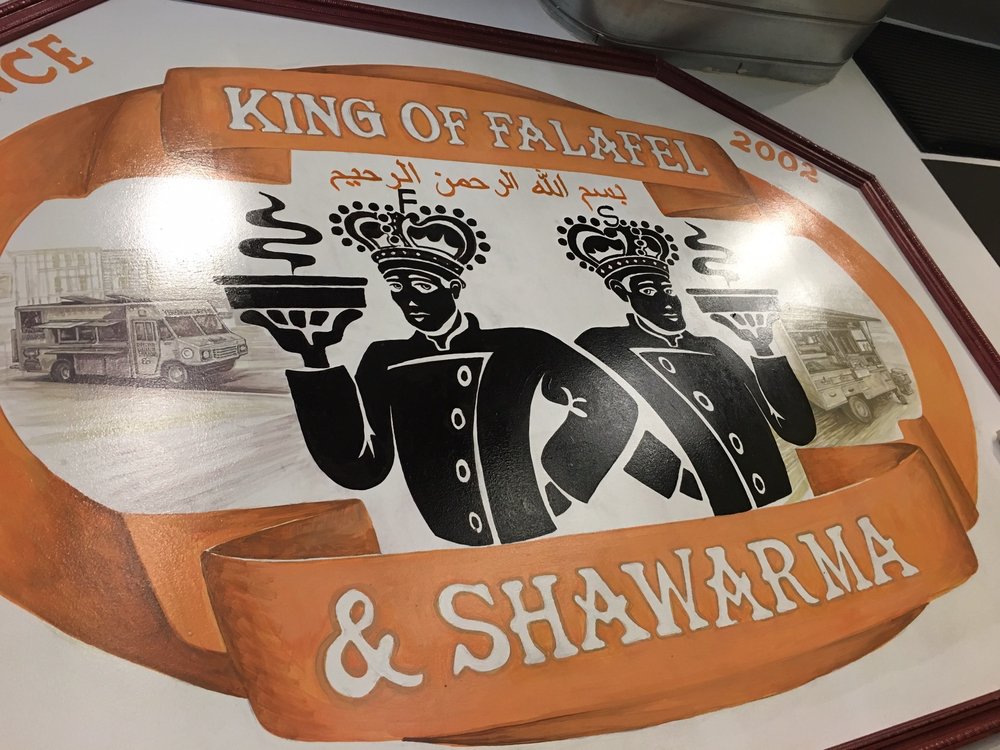 NCE
KING OF FALAFEL
2002
بسم الله الرحمن الرحيم
F
S
& SHAWARMA